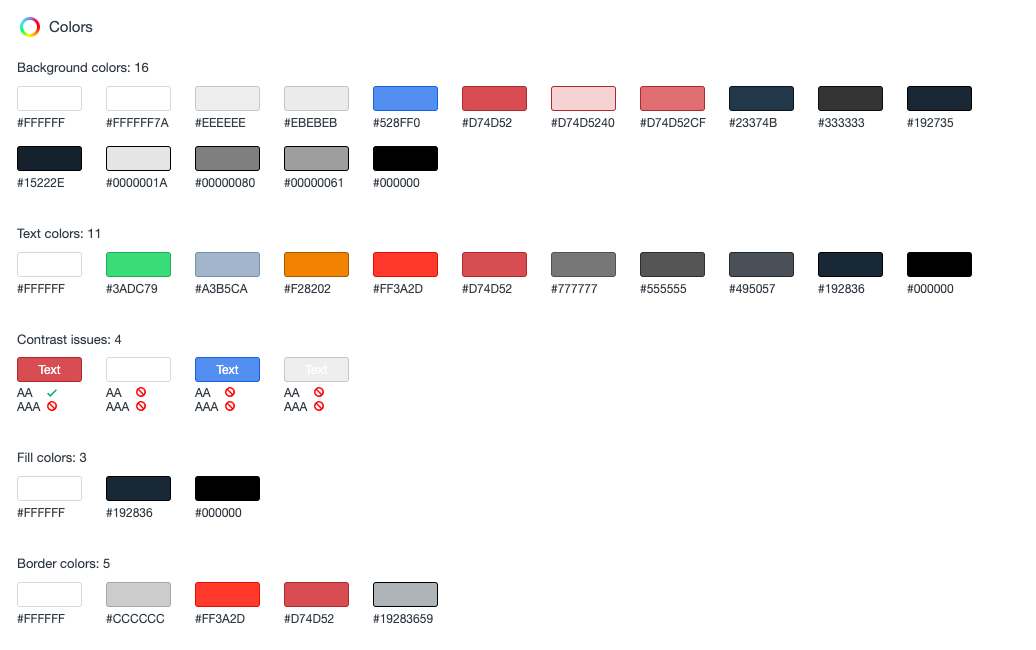 Colors
Background colors: 16
#FFFFFF #FFFFFF7A #EEEEEE #EBEBEB #528FF0 #D74D52 #D74D5240 #D74D52CF #23374B #333333 #192735
#15222E #0000001A #00000080 #00000061 #000000
Text colors: 11
#FFFFFF #3ADC79 #A3B5CA #F28202 #FF3A2D #D74D52 #777777 #555555 #495057 #192836 #000000
Contrast issues: 4
Text Text Text
AA AA AA AA
AAA AAA AAA AAA
Fill colors: 3
#FFFFFF #192836 #000000
Border colors: 5
#FFFFFF #CCCCCC #FF3A2D #D74D52 #19283659